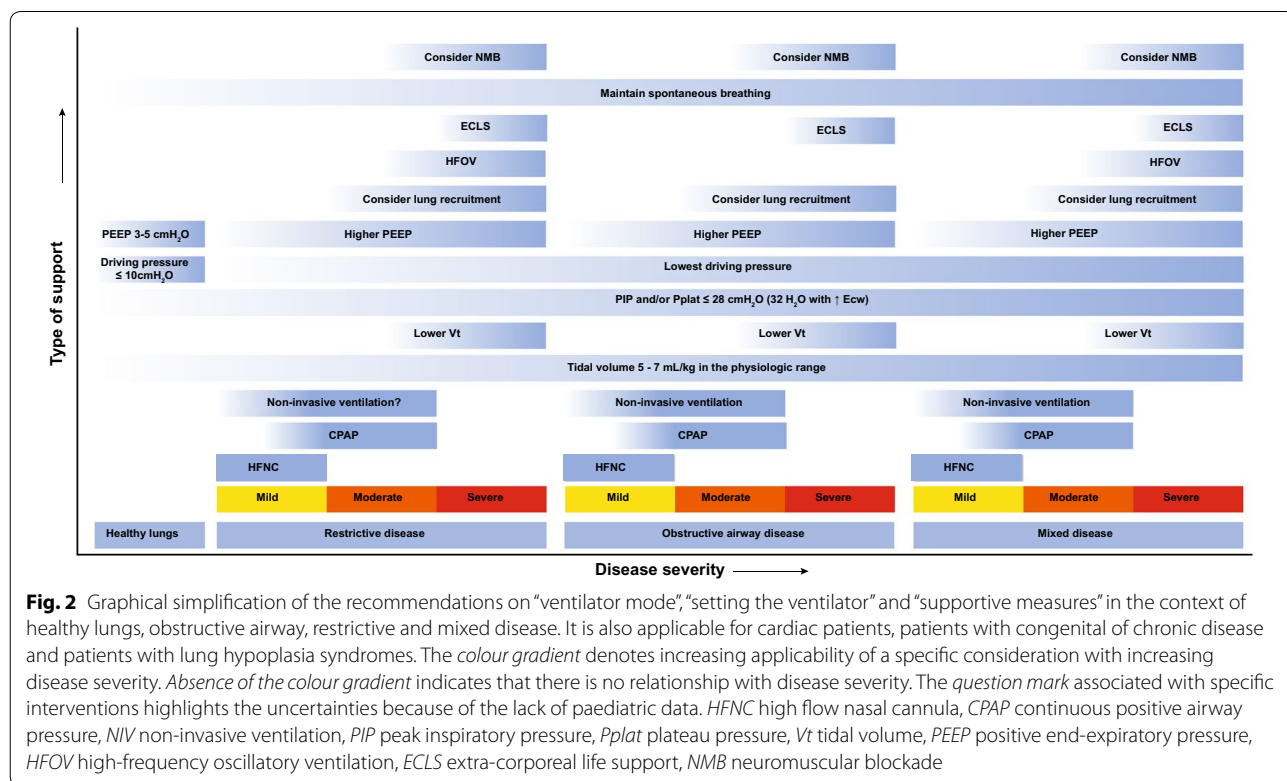 Consider NMB Consider NMB Consider NMB
Maintain spontaneous breathing
ECLS ECLS ECLS
HFOV HFOV
Consider lung recruitment Consider lung recruitment Consider lung recruitment
PEEP 3-5 cmH₂O Higher PEEP Higher PEEP Higher PEEP
Driving pressure
≤ 10cmH₂O
Lowest driving pressure
PIP and/or Pplat ≤ 28 cmH₂O (32 H₂O with ↑ Ecw)
Lower Vt Lower Vt Lower Vt
Tidal volume 5 - 7 mL/kg in the physiologic range
Non-invasive ventilation? Non-invasive ventilation Non-invasive ventilation
CPAP CPAP CPAP
HFNC HFNC HFNC
Mild Moderate Severe Mild Moderate Severe Mild Moderate Severe
Healthy lungs Restrictive disease Obstructive airway disease Mixed disease
Type of support
Disease severity
Fig. 2 Graphical simplification of the recommendations on “ventilator mode”, “setting the ventilator” and “supportive measures” in the context of
healthy lungs, obstructive airway, restrictive and mixed disease. It is also applicable for cardiac patients, patients with congenital of chronic disease
and patients with lung hypoplasia syndromes. The colour gradient denotes increasing applicability of a specific consideration with increasing
disease severity. Absence of the colour gradient indicates that there is no relationship with disease severity. The question mark associated with specific
interventions highlights the uncertainties because of the lack of paediatric data. HFNC high flow nasal cannula, CPAP continuous positive airway
pressure, NIV non-invasive ventilation, PIP peak inspiratory pressure, Pplat plateau pressure, Vt tidal volume, PEEP positive end-expiratory pressure,
HFOV high-frequency oscillatory ventilation, ECLS extra-corporeal life support, NMB neuromuscular blockade